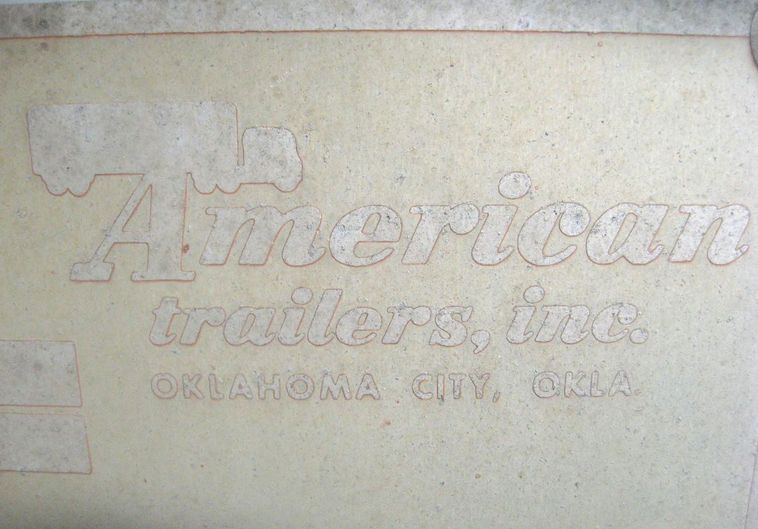 American
trailers, inc.
OKLAHOMA CITY, OKLA.